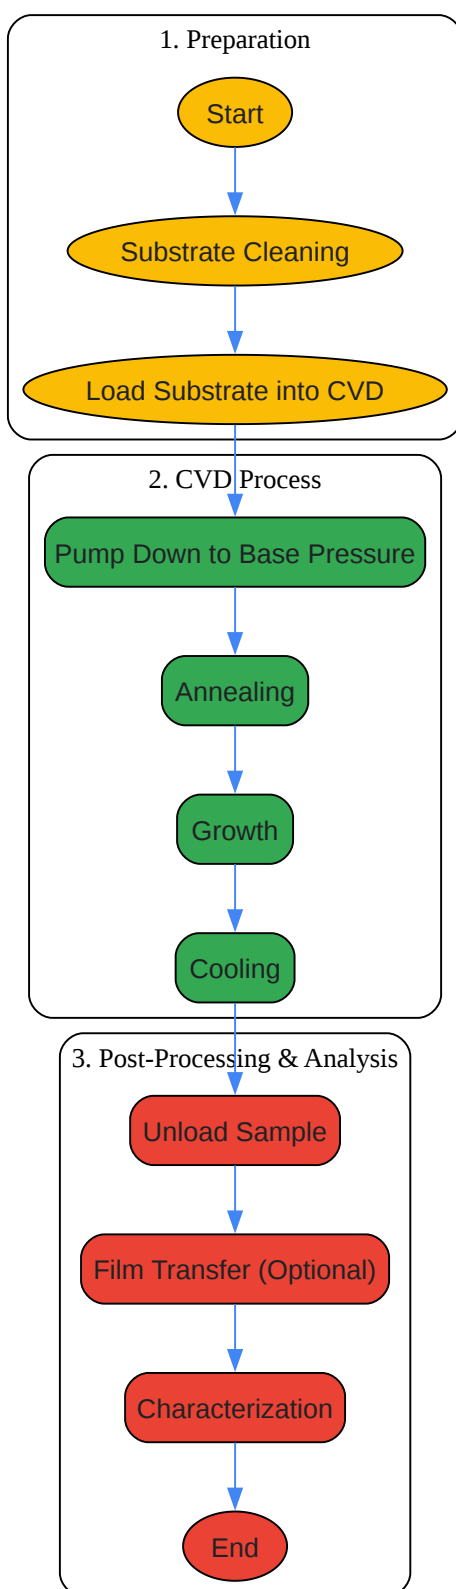 1. Preparation
Start
Substrate Cleaning
Load Substrate into CVD
2. CVD Process
Pump Down to Base Pressure
Annealing
Growth
Cooling
3. Post-Processing & Analysis
Unload Sample
Film Transfer (Optional)
Characterization
End